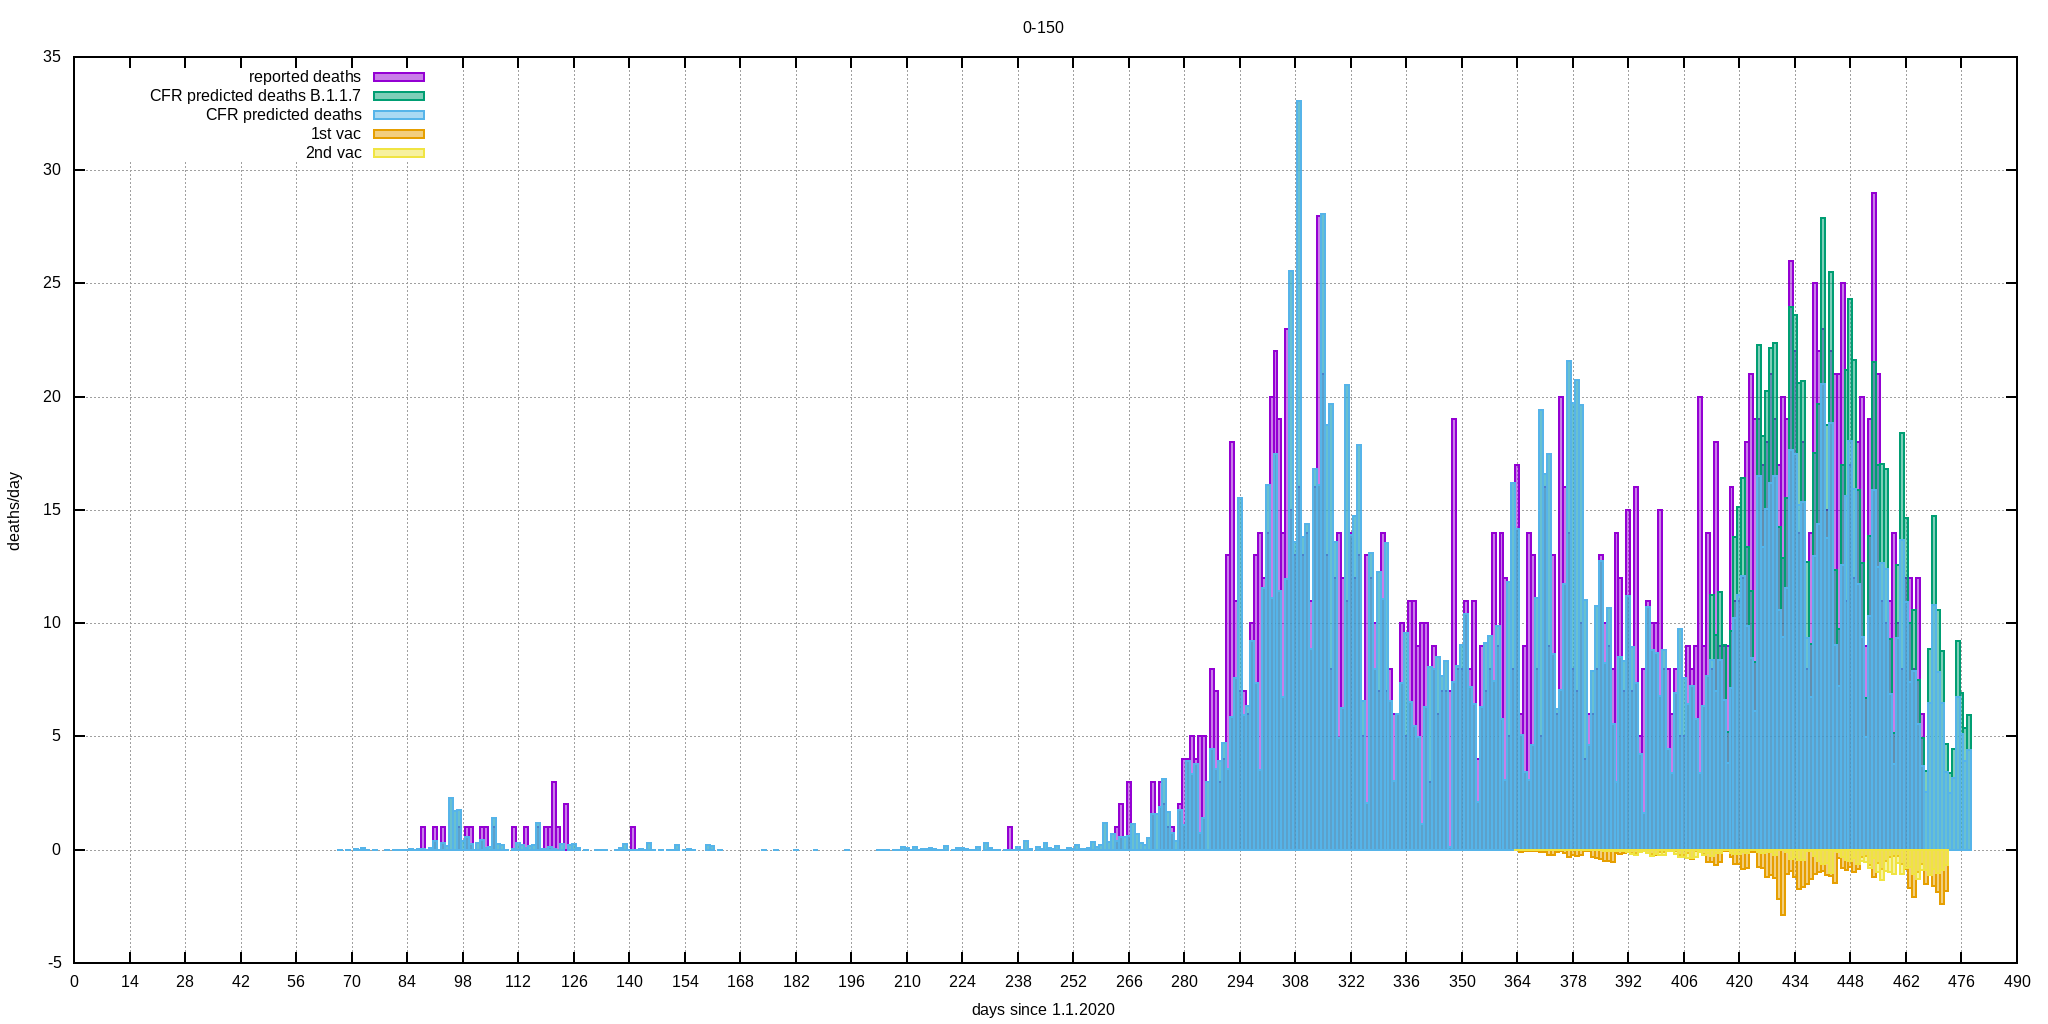 0-150
reported deaths
CFR predicted deaths B.1.1.7
CFR predicted deaths
1st vac
2nd vac
35
30
25
20
15
10
5
0
-5
deaths/day
0 14 28 42 56 70 84 98 112 126 140 154 168 182 196 210 224 238 252 266 280 294 308 322 336 350 364 378 392 406 420 434 448 462 476 490
days since 1.1.2020